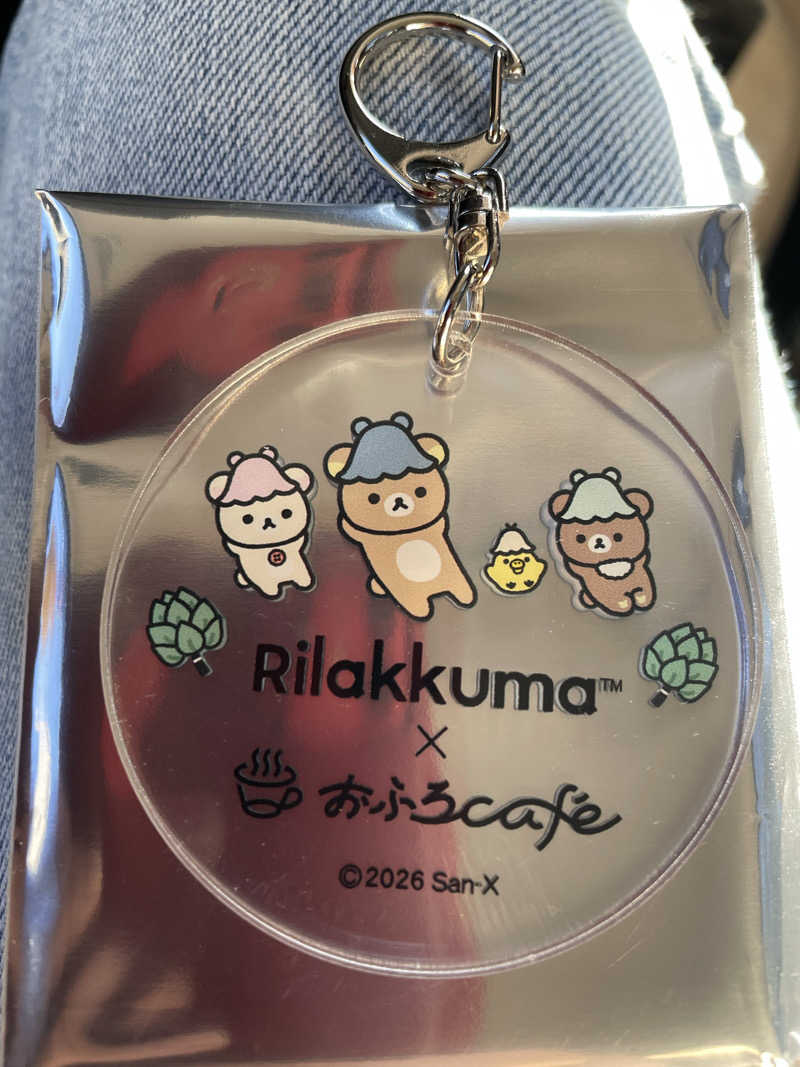 Rilakkuma™
×
おふろcafé
©2026 San-X